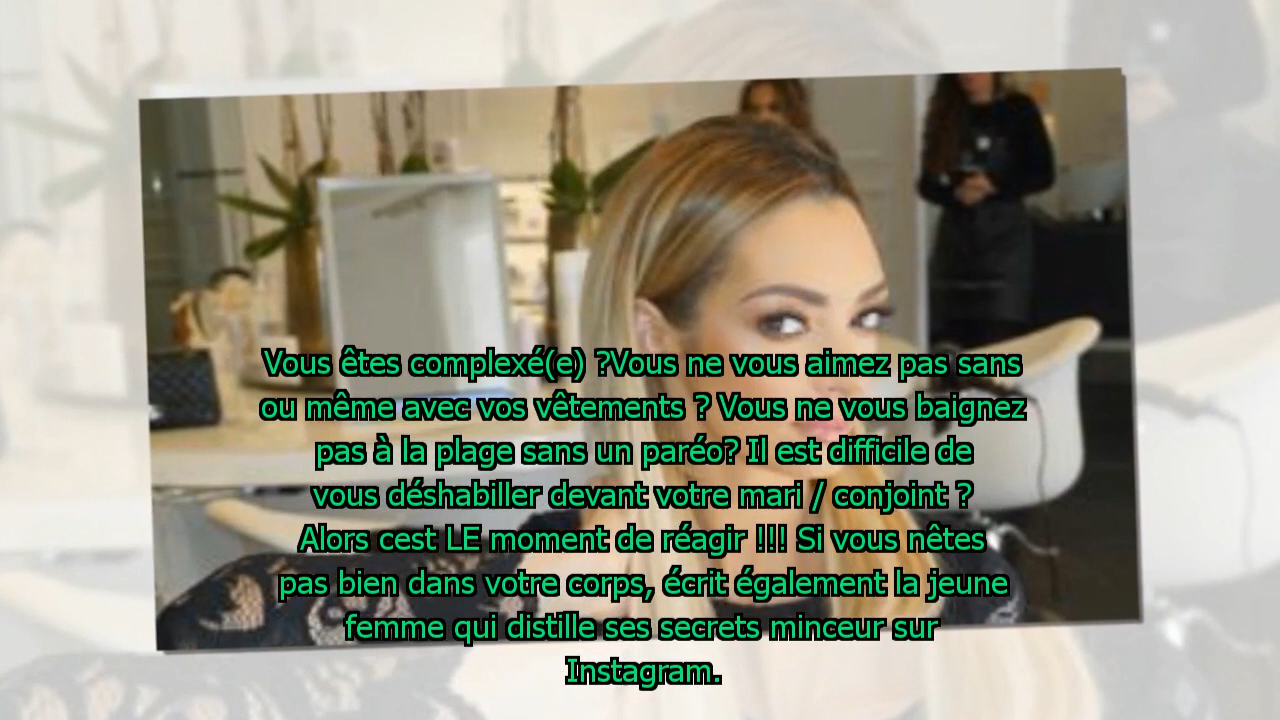 Vous êtes complexé(e) ?Vous ne vous aimez pas sans
ou même avec vos vêtements ? Vous ne vous baignez
pas à la plage sans un paréo? Il est difficile de
vous déshabiller devant votre mari / conjoint ?
Alors cest LE moment de réagir !!! Si vous nêtes
pas bien dans votre corps, écrit également la jeune
femme qui distille ses secrets minceur sur
Instagram.